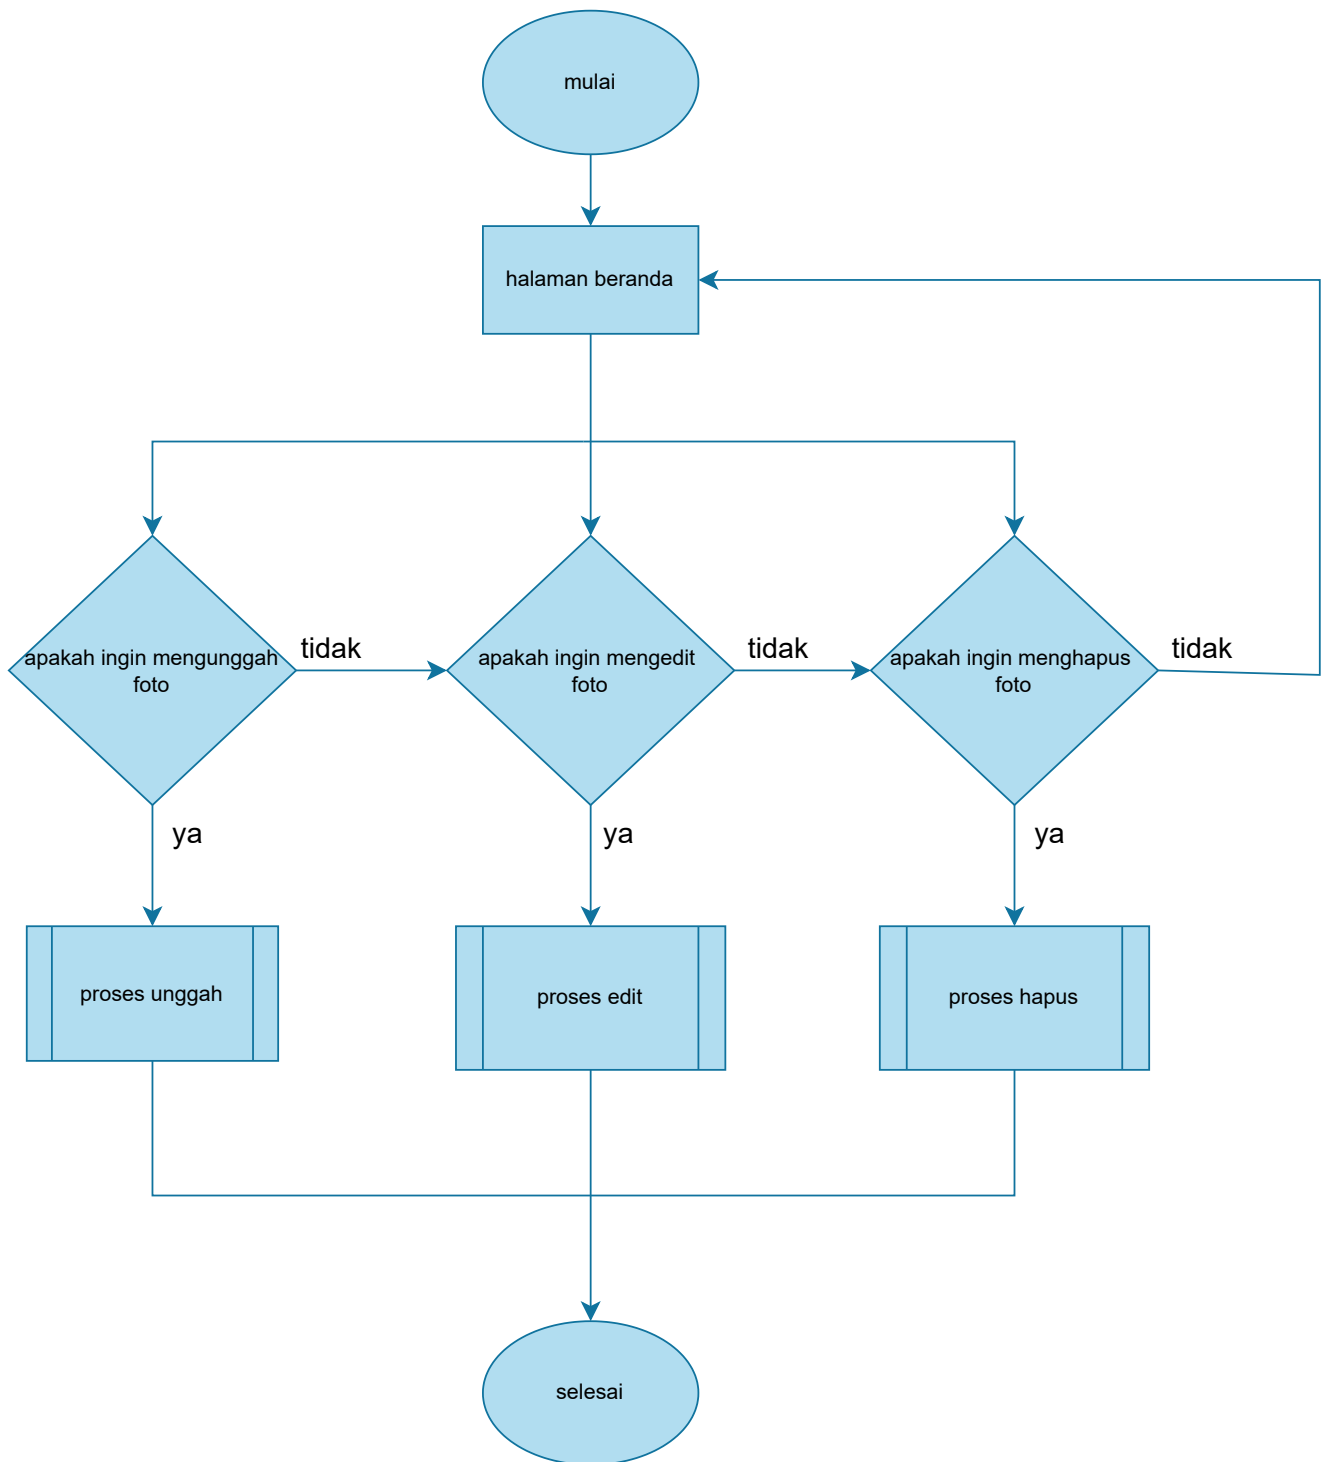 mulai
halaman beranda
apakah ingin mengunggah
foto
tidak
apakah ingin mengedit
foto
tidak
apakah ingin menghapus
foto
tidak
ya
ya
ya
proses unggah
proses edit
proses hapus
selesai